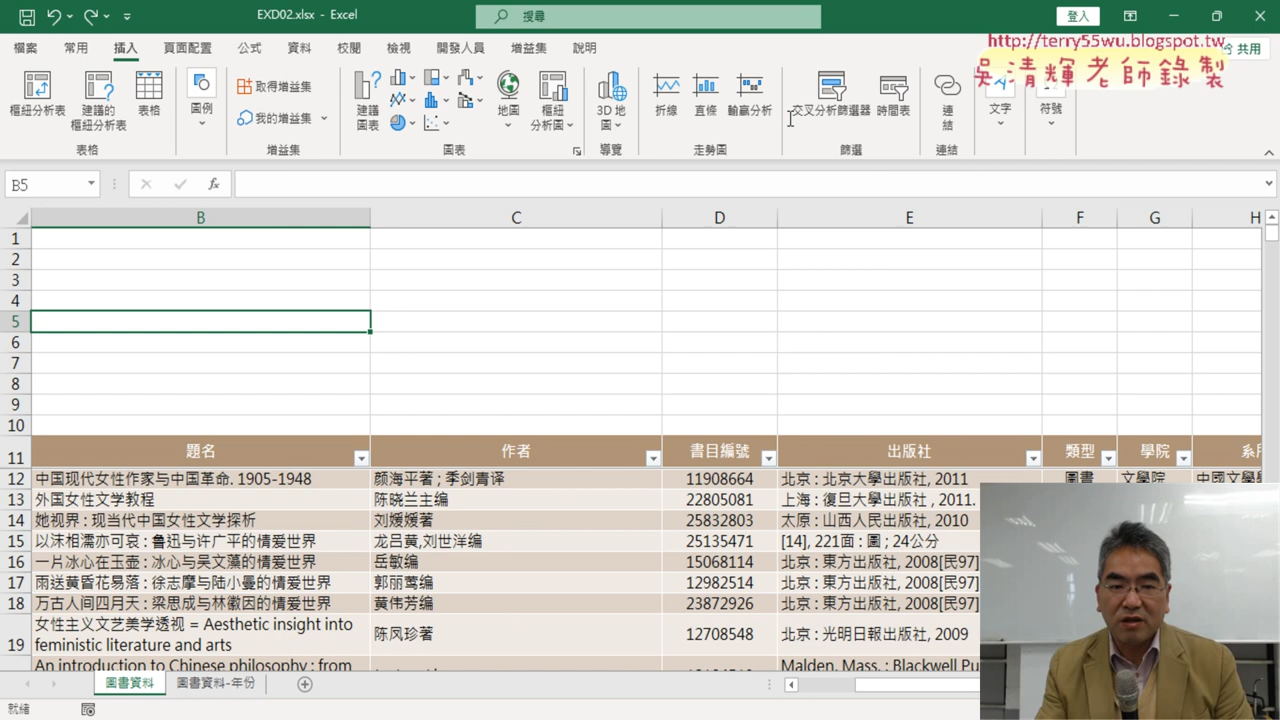 EXD02.xlsx - Excel
搜尋
登入
http://terry55wu.blogspot.tw
吳清輝老師錄製
檔案 常用 插入 頁面配置 公式 資料 校閱 檢視 開發人員 增益集 說明
共用
樞紐分析表 建議的樞紐分析表 表格 圖例
取得增益集
我的增益集
建議圖表 地圖 樞紐分析圖 3D 地圖 折線 直條 輸贏分析 交叉分析篩選器 時間表 連結 文字 符號
表格 增益集 圖表 導覽 走勢圖 篩選 連結
B5 fx
B C D E F G H
1
2
3
4
5
6
7
8
9
10
11 題名 作者 書目編號 出版社 類型 學院
12 中国现代女性作家与中国革命. 1905-1948 颜海平著 ; 季剑青译 11908664 北京 : 北京大學出版社, 2011 圖書 文學院
13 外国女性文学教程 陈晓兰主编 22805081 上海 : 復旦大學出版社 , 2011.
14 她视界 : 现当代中国女性文学探析 刘媛媛著 25832803 太原 : 山西人民出版社, 2010
15 以沫相濡亦可哀 : 鲁迅与许广平的情爱世界 龙吕黄,刘世洋编 25135471 [14], 221面 : 圖 ; 24公分
16 一片冰心在玉壶 : 冰心与吴文藻的情爱世界 岳敏编 15068114 北京 : 東方出版社, 2008[民97]
17 雨送黄昏花易落 : 徐志摩与陆小曼的情爱世界 郭丽莺编 12982514 北京 : 東方出版社, 2008[民97]
18 万古人间四月天 : 梁思成与林徽因的情爱世界 黄伟芳编 23872926 北京 : 東方出版社, 2008[民97]
19 女性主义文艺美学透视 = Aesthetic insight into feministic literature and arts 陈凤珍著 12708548 北京 : 光明日報出版社, 2009
An introduction to Chinese philosophy : from Malden, Mass. : Blackwell Pu
圖書資料 圖書資料-年份
就緒